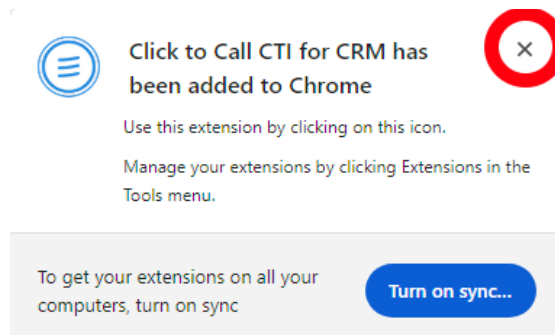 Click to Call CTI for CRM has
been added to Chrome
Use this extension by clicking on this icon.
Manage your extensions by clicking Extensions in the
Tools menu.
To get your extensions on all your
computers, turn on sync
Turn on sync...